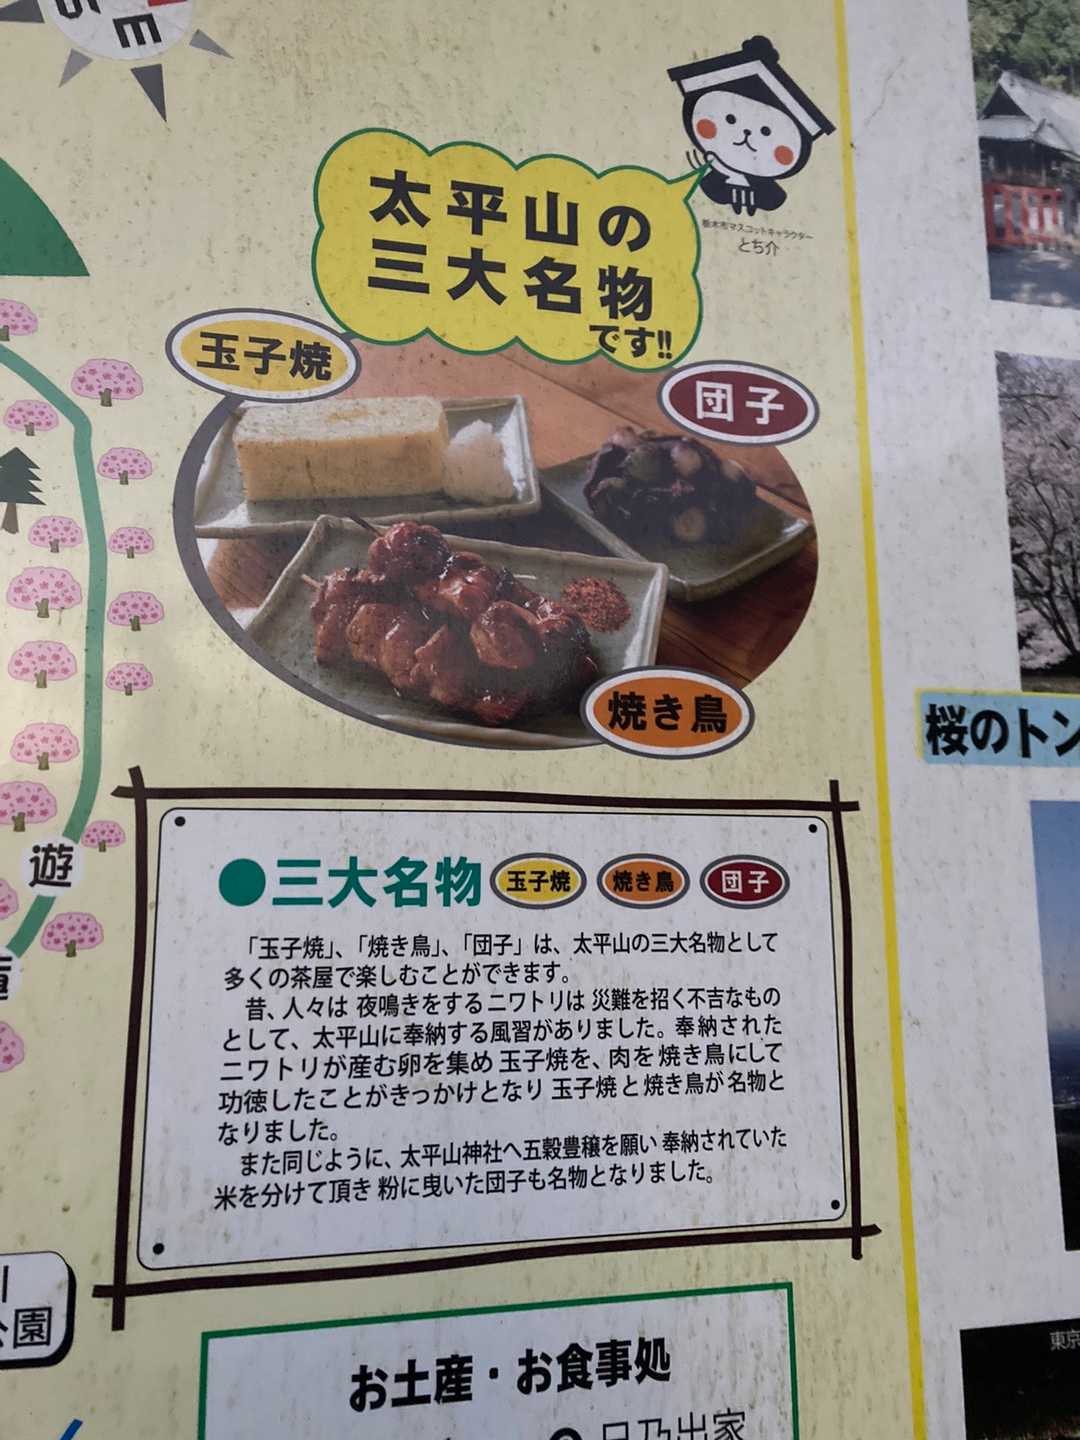 SE
太平山の
三大名物
です!!
栃木市マスコットキャラクター
とち介
玉子焼
団子
焼き鳥
桜のトン
遊
●三大名物 玉子焼 焼き鳥 団子
「玉子焼」、「焼き鳥」、「団子」は、太平山の三大名物として
多くの茶屋で楽しむことができます。
昔、人々は 夜鳴きをするニワトリは 災難を招く不吉なもの
として、太平山に奉納する風習がありました。奉納された
ニワトリが産む卵を集め 玉子焼を、肉を 焼き鳥にして
功徳したことがきっかけとなり 玉子焼と焼き鳥が名物と
なりました。
また同じように、太平山神社へ五穀豊穣を願い 奉納されていた
米を分けて頂き 粉に曳いた団子も名物となりました。
園
お土産・お食事処
東京